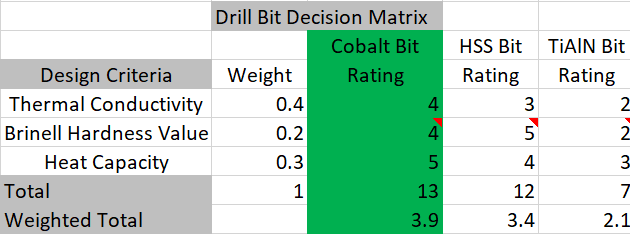 Drill Bit Decision Matrix
Cobalt Bit HSS Bit TiAlN Bit
Design Criteria Weight Rating Rating Rating
Thermal Conductivity 0.4 4 3 2
Brinell Hardness Value 0.2 4 5 2
Heat Capacity 0.3 5 4 3
Total 1 13 12 7
Weighted Total 3.9 3.4 2.1